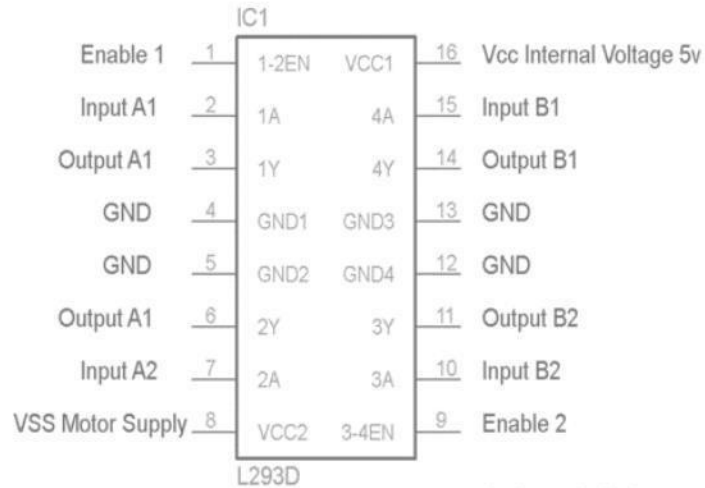 IC1
Enable 1 1 1-2EN VCC1 16 Vcc Internal Voltage 5v
Input A1 2 1A 4A 15 Input B1
Output A1 3 1Y 4Y 14 Output B1
GND 4 GND1 GND3 13 GND
GND 5 GND2 GND4 12 GND
Output A1 6 2Y 3Y 11 Output B2
Input A2 7 2A 3A 10 Input B2
VSS Motor Supply 8 VCC2 3-4EN 9 Enable 2
L293D